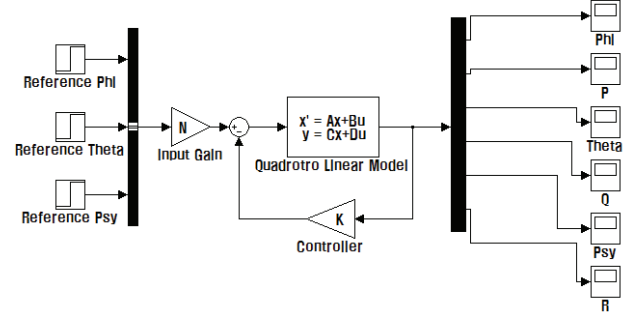 Reference Phi
Reference Theta
Reference Psy
N
Input Gain
+
-
x' = Ax+Bu
y = Cx+Du
Quadrotro Linear Model
K
Controller
Phi
P
Theta
Q
Psy
R